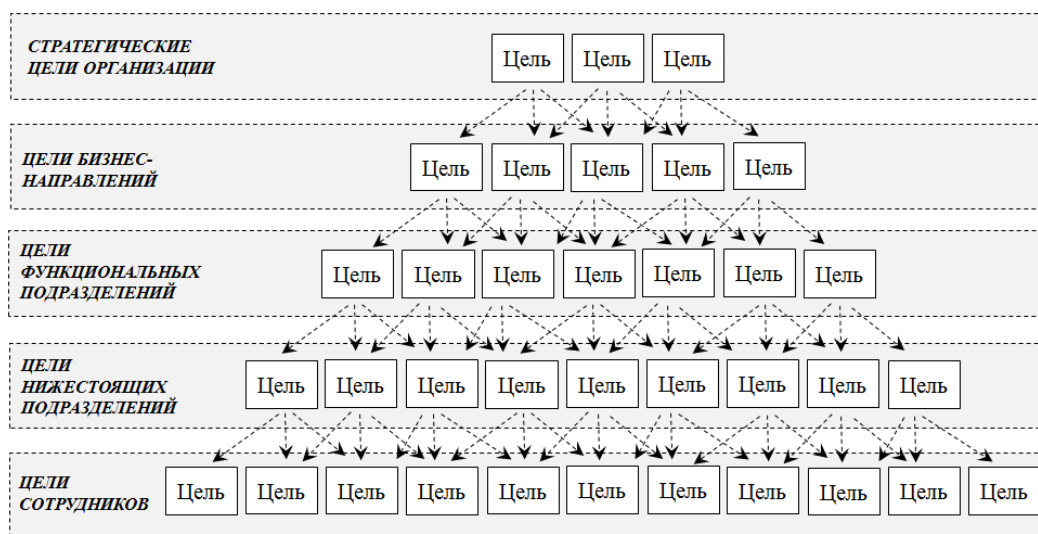 СТРАТЕГИЧЕСКИЕ
ЦЕЛИ ОРГАНИЗАЦИИ
Цель Цель Цель
ЦЕЛИ БИЗНЕС-
НАПРАВЛЕНИЙ
Цель Цель Цель Цель Цель
ЦЕЛИ
ФУНКЦИОНАЛЬНЫХ
ПОДРАЗДЕЛЕНИЙ
Цель Цель Цель Цель Цель Цель Цель
ЦЕЛИ
НИЖЕСТОЯЩИХ
ПОДРАЗДЕЛЕНИЙ
Цель Цель Цель Цель Цель Цель Цель Цель Цель
ЦЕЛИ
СОТРУДНИКОВ
Цель Цель Цель Цель Цель Цель Цель Цель Цель Цель Цель